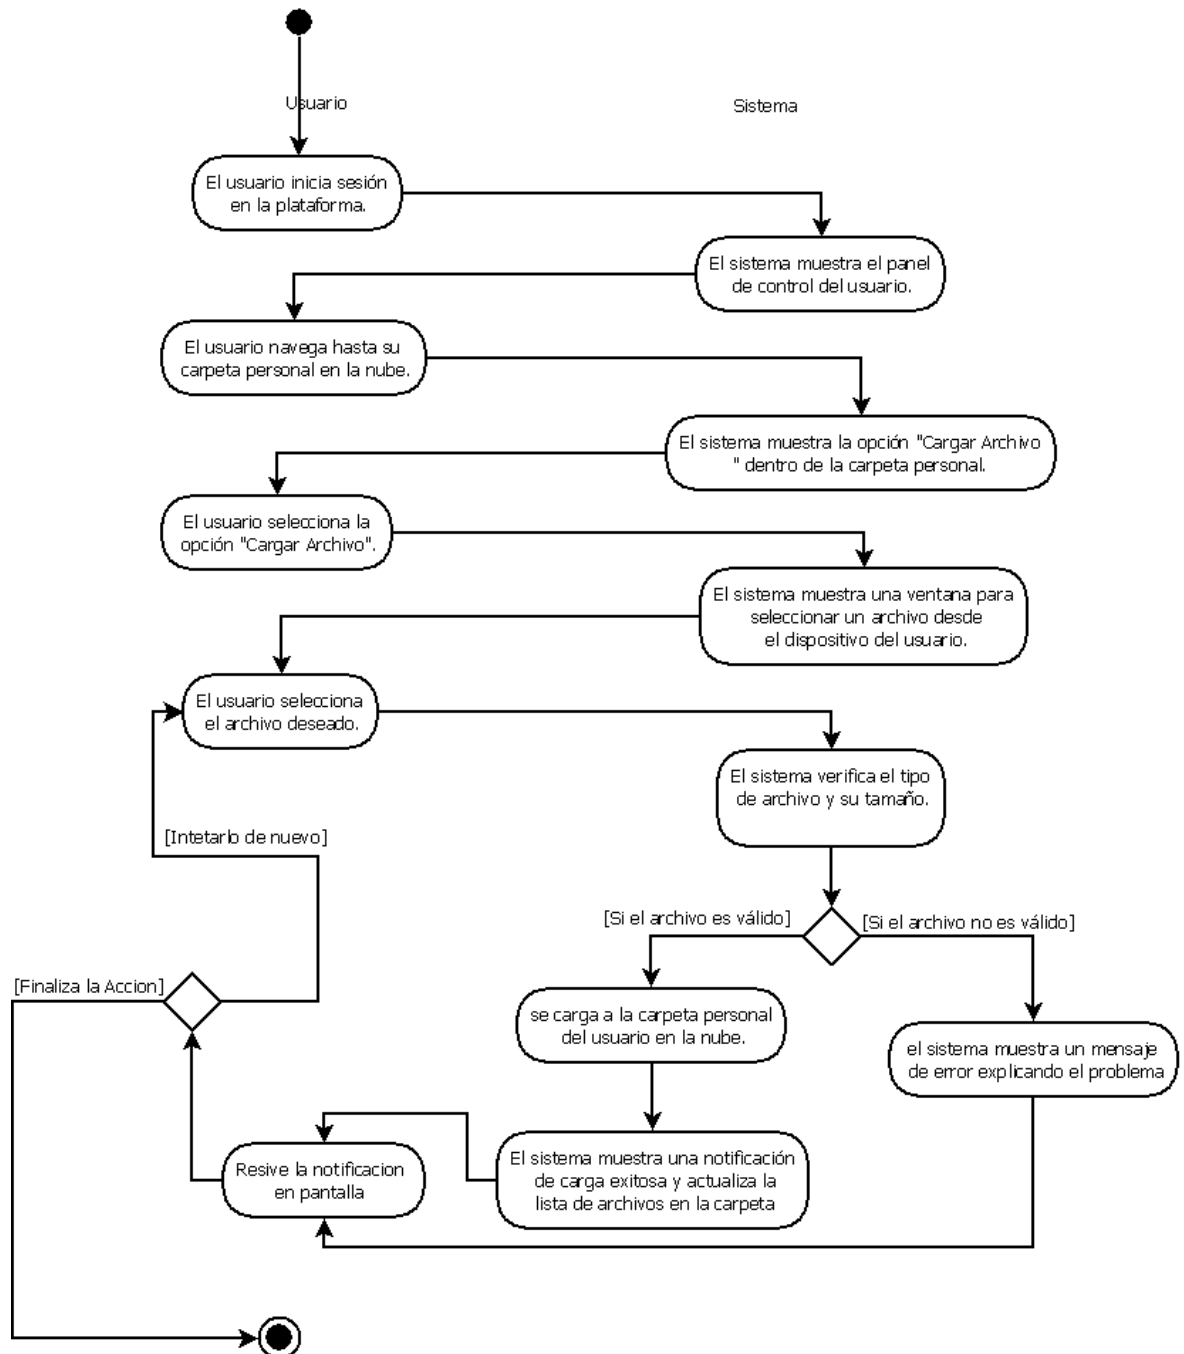 Usuario
Sistema
El usuario inicia sesión
en la plataforma.
El sistema muestra el panel
de control del usuario.
El usuario navega hasta su
carpeta personal en la nube.
El sistema muestra la opción "Cargar Archivo
" dentro de la carpeta personal.
El usuario selecciona la
opción "Cargar Archivo".
El sistema muestra una ventana para
seleccionar un archivo desde
el dispositivo del usuario.
El usuario selecciona
el archivo deseado.
El sistema verifica el tipo
de archivo y su tamaño.
[Intetarlo de nuevo]
[Si el archivo es válido]
[Si el archivo no es válido]
[Finaliza la Accion]
se carga a la carpeta personal
del usuario en la nube.
el sistema muestra un mensaje
de error explicando el problema
Resive la notificacion
en pantalla
El sistema muestra una notificación
de carga exitosa y actualiza la
lista de archivos en la carpeta